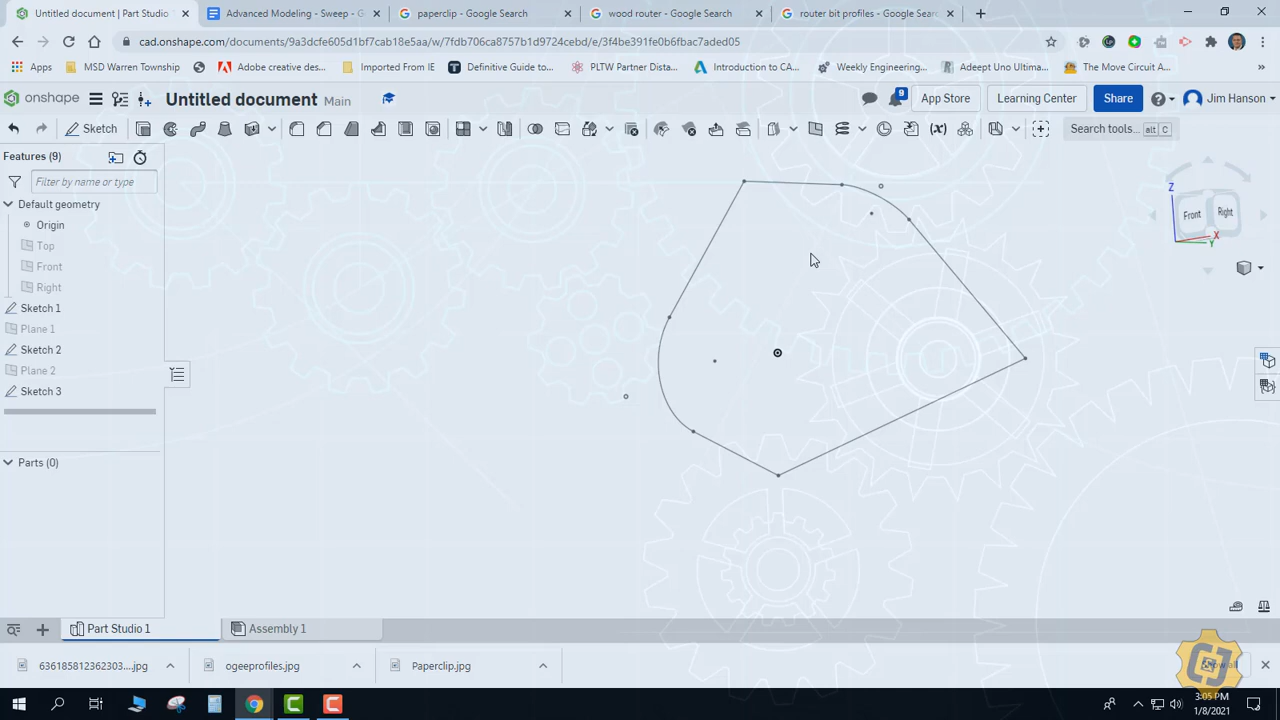 Untitled document | Part Studio
Advanced Modeling - Sweep - G
paperclip - Google Search
wood router - Google Search
router bit profiles - Google Sear
cad.onshape.com/documents/9a3dcfe605d1bf7cab18e5aa/w/7fdb706ca8757b1d9724cebd/e/3f4be391fe0b6fbac7aded05
Apps
MSD Warren Township
Adobe creative des...
Imported From IE
Definitive Guide to...
PLTW Partner Dista...
Introduction to CA...
Weekly Engineering...
Adeept Uno Ultima...
The Move Circuit A...
onshape
Untitled document Main
9
App Store
Learning Center
Share
Jim Hanson
Sketch
Search tools... alt C
Features (9)
Filter by name or type
Default geometry
Origin
Top
Front
Right
Sketch 1
Plane 1
Sketch 2
Plane 2
Sketch 3
Parts (0)
Z
Front
Right
X
Y
Part Studio 1
Assembly 1
636185812362303....jpg
ogeeprofiles.jpg
Paperclip.jpg
Show all
3:05 PM
1/8/2021